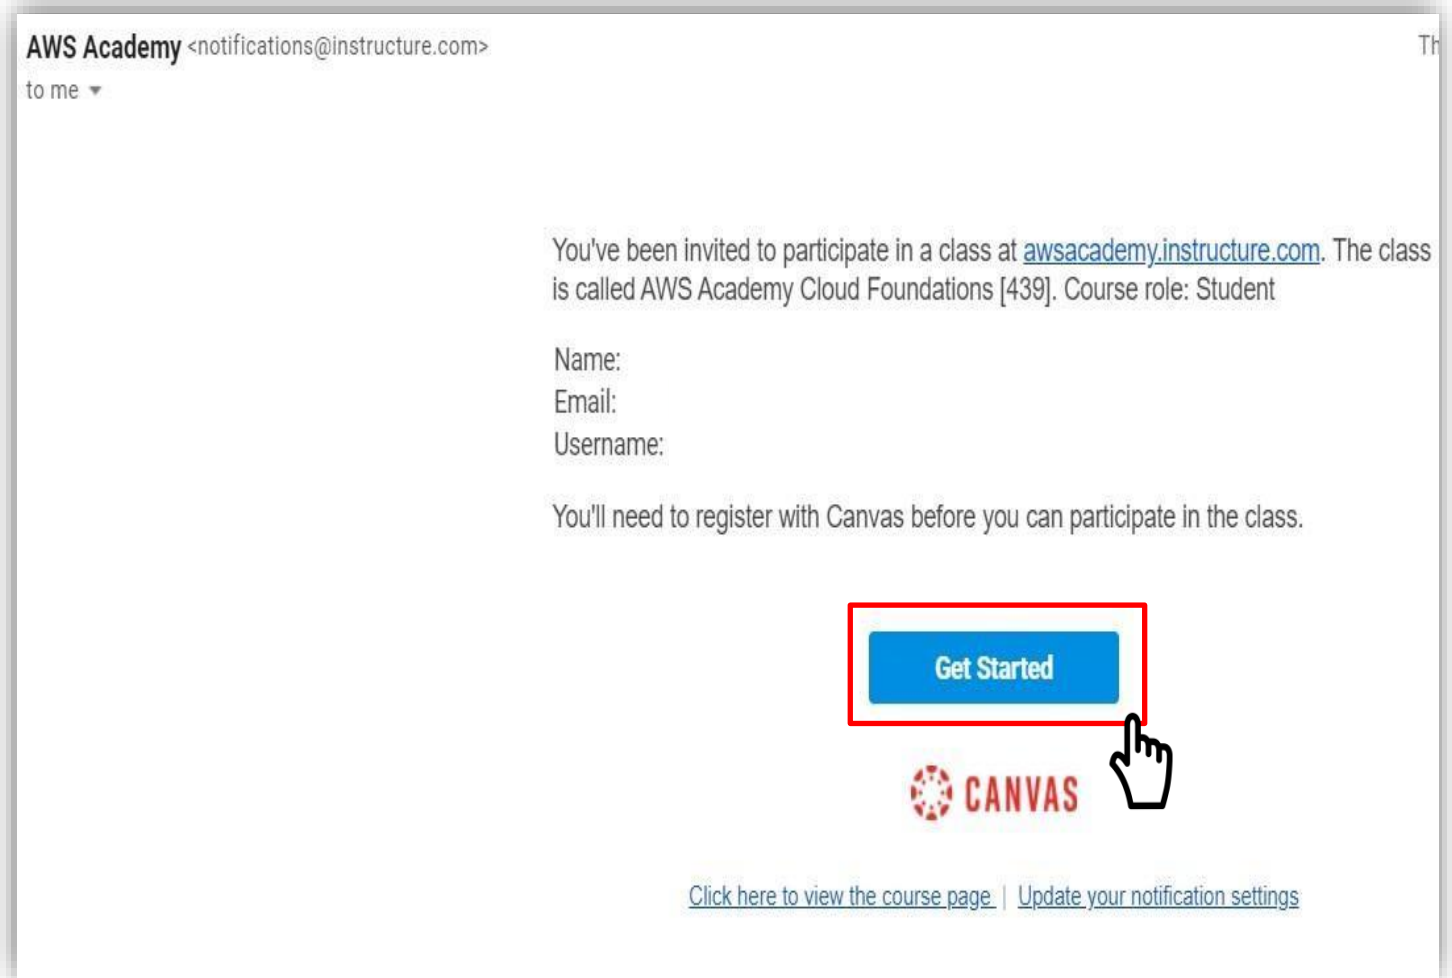 AWS Academy <notifications@instructure.com>
Th
to me
You've been invited to participate in a class at awsacademy.instructure.com. The class
is called AWS Academy Cloud Foundations [439]. Course role: Student
Name:
Email:
Username:
You'll need to register with Canvas before you can participate in the class.
Get Started
CANVAS
Click here to view the course page | Update your notification settings